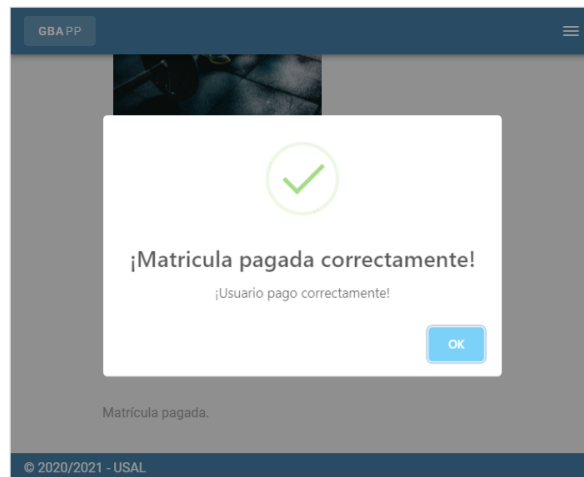 GBAPP
¡Matricula pagada correctamente!
¡Usuario pago correctamente!
OK
Matrícula pagada.
© 2020/2021 - USAL